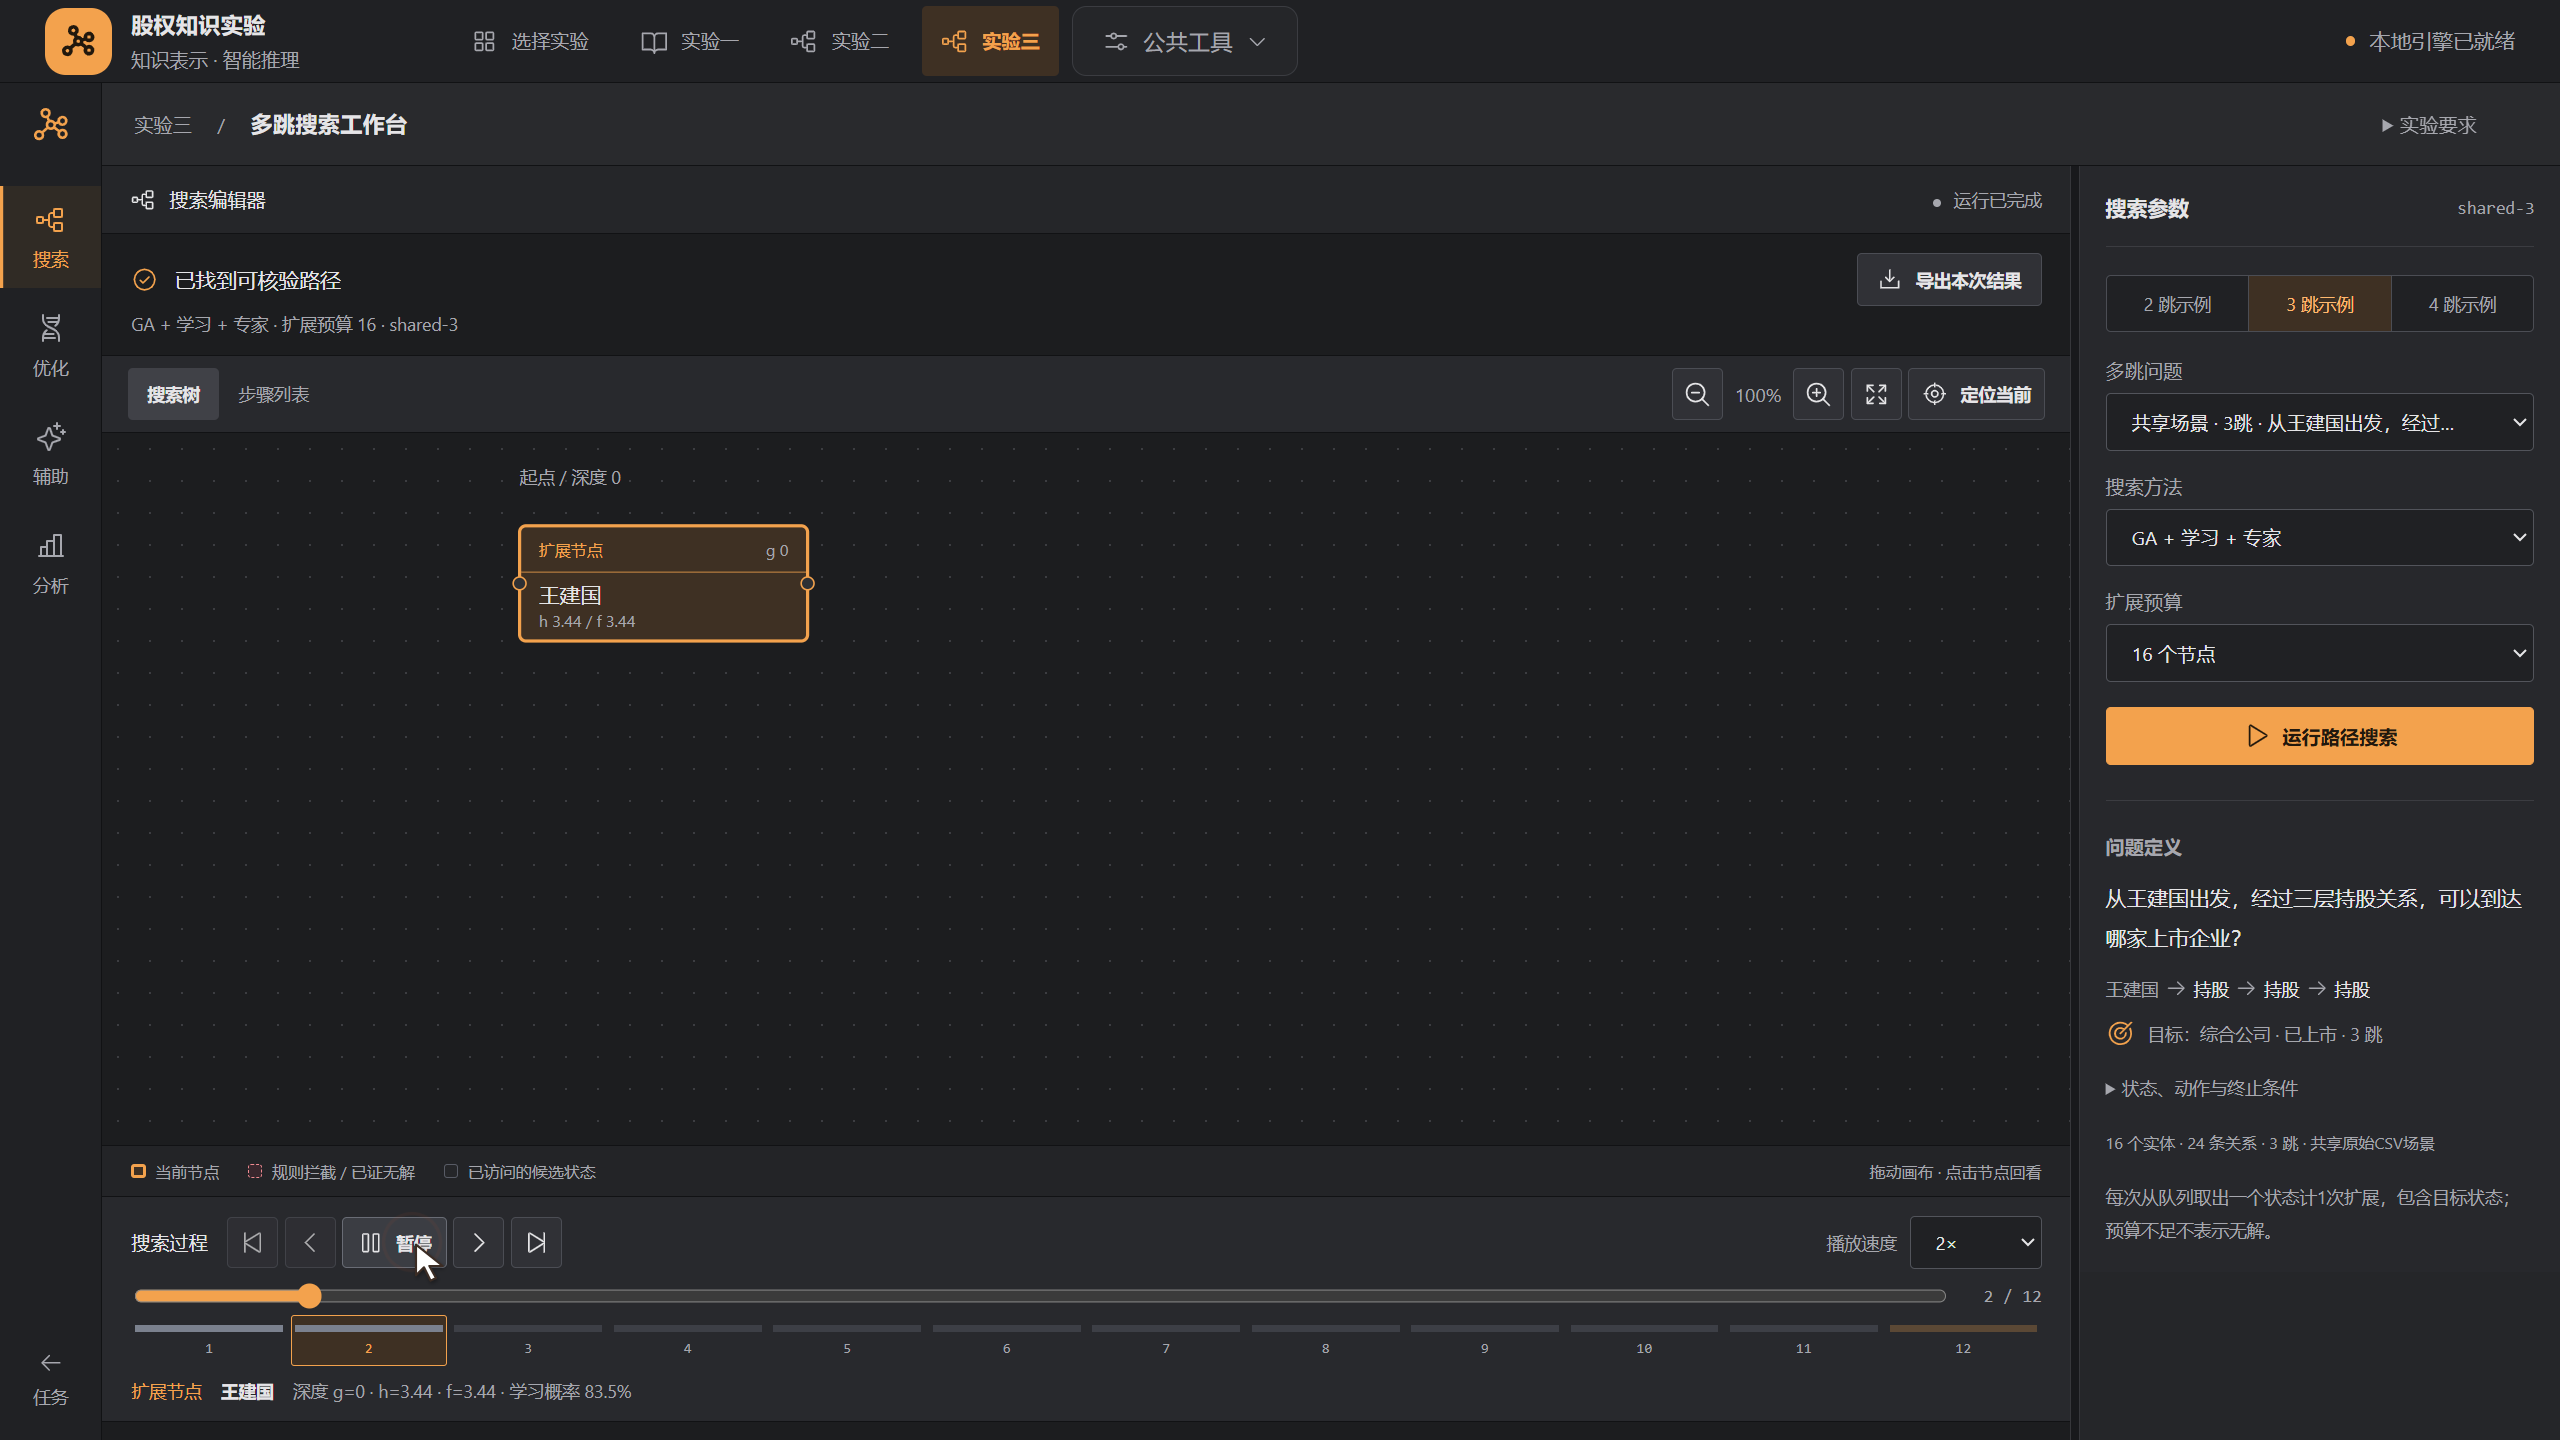 股权知识实验
知识表示 · 智能推理
选择实验
实验一
实验二
实验三
公共工具
本地引擎已就绪
实验三 / 多跳搜索工作台
▶ 实验要求
搜索
优化
辅助
分析
任务
搜索编辑器
运行已完成
已找到可核验路径
GA + 学习 + 专家 · 扩展预算 16 · shared-3
导出本次结果
搜索树
步骤列表
100%
定位当前
起点 / 深度 0
扩展节点 g 0
王建国
h 3.44 / f 3.44
当前节点
规则拦截 / 已证无解
已访问的候选状态
拖动画布 · 点击节点回看
搜索过程
暂停
播放速度
2×
2 / 12
1 2 3 4 5 6 7 8 9 10 11 12
扩展节点 王建国 深度 g=0 · h=3.44 · f=3.44 · 学习概率 83.5%
搜索参数
shared-3
2 跳示例
3 跳示例
4 跳示例
多跳问题
共享场景 · 3跳 · 从王建国出发，经过...
搜索方法
GA + 学习 + 专家
扩展预算
16 个节点
运行路径搜索
问题定义
从王建国出发，经过三层持股关系，可以到达
哪家上市企业？
王建国 → 持股 → 持股 → 持股
目标：综合公司 · 已上市 · 3 跳
▶ 状态、动作与终止条件
16 个实体 · 24 条关系 · 3 跳 · 共享原始CSV场景
每次从队列取出一个状态计1次扩展，包含目标状态；
预算不足不表示无解。